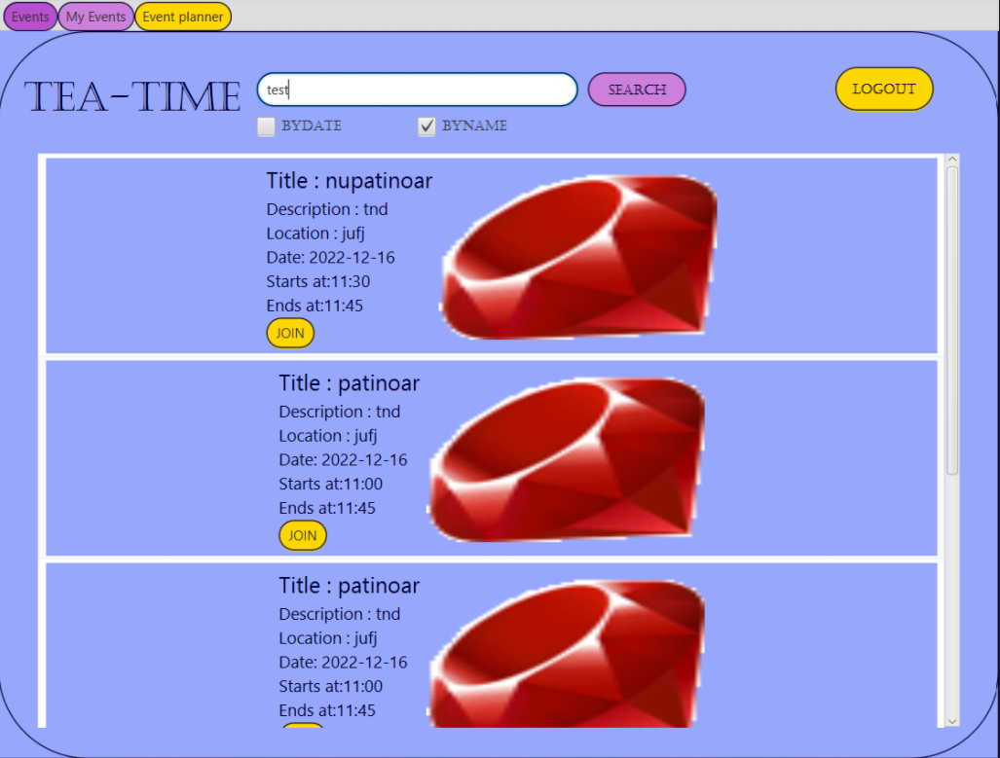 Events My Events Event planner
TEA-TIME test SEARCH LOGOUT
BYDATE BYNAME
Title : nupatinoar
Description : tnd
Location : jufj
Date: 2022-12-16
Starts at:11:30
Ends at:11:45
JOIN
Title : patinoar
Description : tnd
Location : jufj
Date: 2022-12-16
Starts at:11:00
Ends at:11:45
JOIN
Title : patinoar
Description : tnd
Location : jufj
Date: 2022-12-16
Starts at:11:00
Ends at:11:45